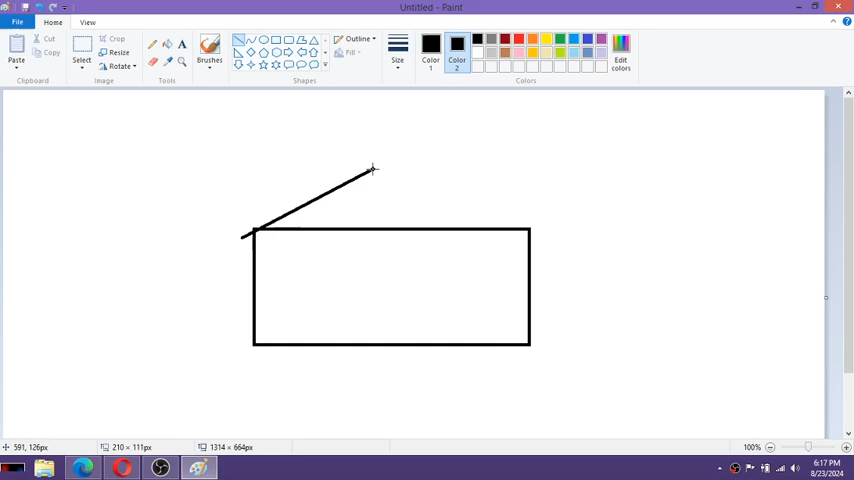 Untitled - Paint
File
Home
View
Paste
Cut
Copy
Clipboard
Select
Crop
Resize
Rotate
Image
A
Tools
Brushes
Outline
Fill
Shapes
Size
Color 1
Color 2
Edit colors
Colors
591, 126px
210 × 111px
1314 × 664px
100%
6:17 PM
8/23/2024